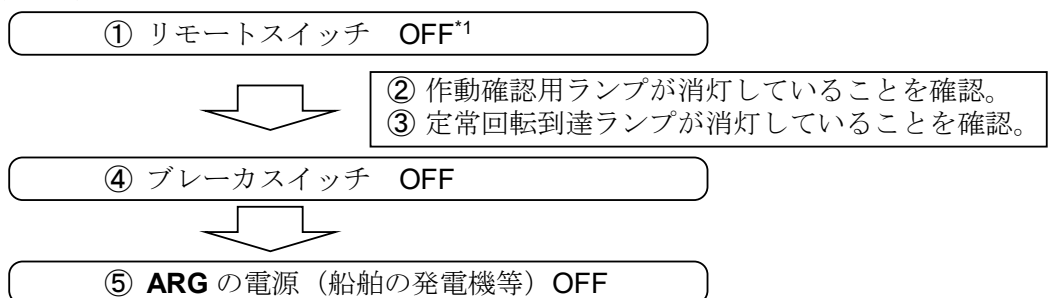 ① リモートスイッチ　OFF*1
② 作動確認用ランプが消灯していることを確認。
③ 定常回転到達ランプが消灯していることを確認。
④ ブレーカスイッチ　OFF
⑤ ARG の電源（船舶の発電機等）OFF